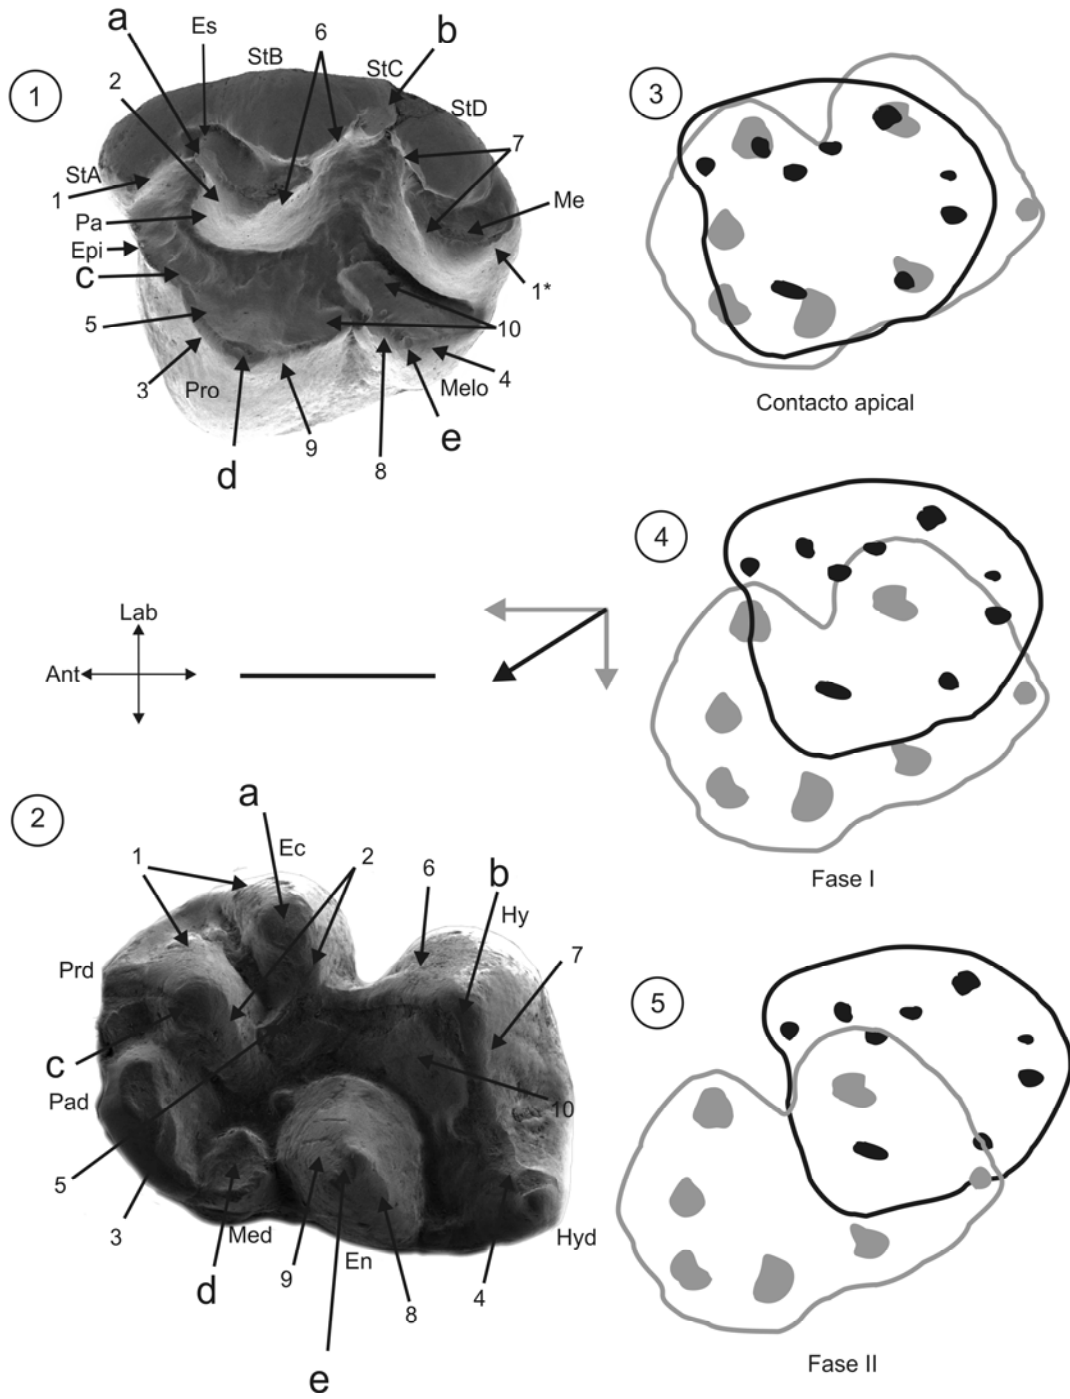 1
a
Es
StB
6
b
StC
StD
2
7
StA
1
Pa
Me
Epi
c
1*
5
10
3
Pro
d
9
8
e
Melo
4
3
Contacto apical
4
Fase I
Lab
Ant
2
a
1
Ec
2
6
b
Hy
7
Prd
c
Pad
10
5
3
Med
d
9
En
e
8
4
Hyd
5
Fase II